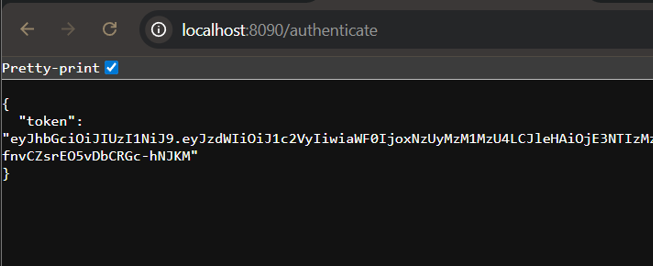 localhost:8090/authenticate
Pretty-print
{
"token":
"eyJhbGciOiJIUzI1NiJ9.eyJzdWIiOiJ1c2VyIiwiaWF0IjoxNzUyMzM1MzU4LCJleHAiOjE3NTIzMz
fnvCZsrEO5vDbCRGc-hNJKM"
}